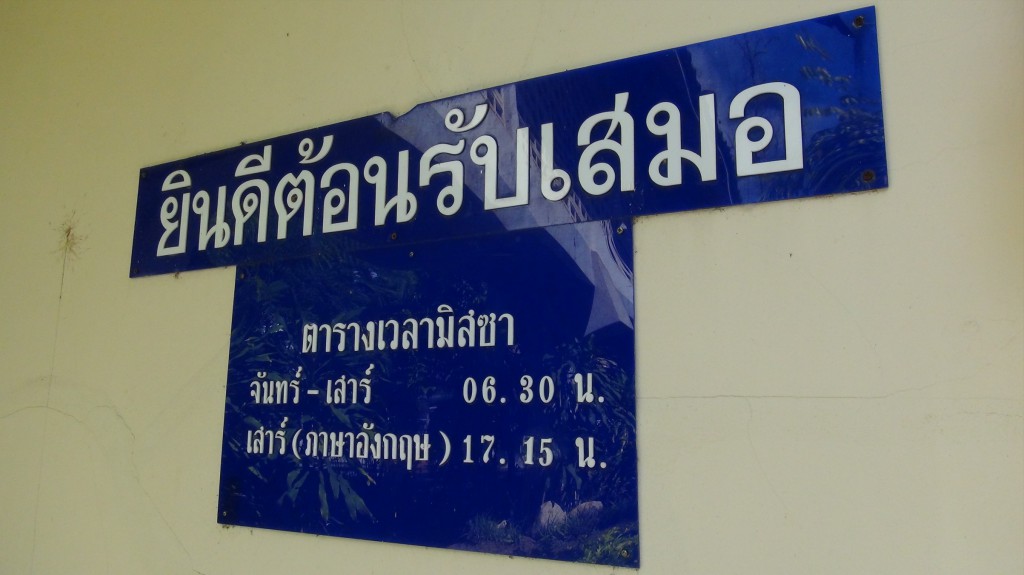 ยินดีต้อนรับเสมอ
ตารางเวลามิสซา
จันทร์ - เสาร์ 06. 30 น.
เสาร์ ( ภาษาอังกฤษ ) 17. 15 น.